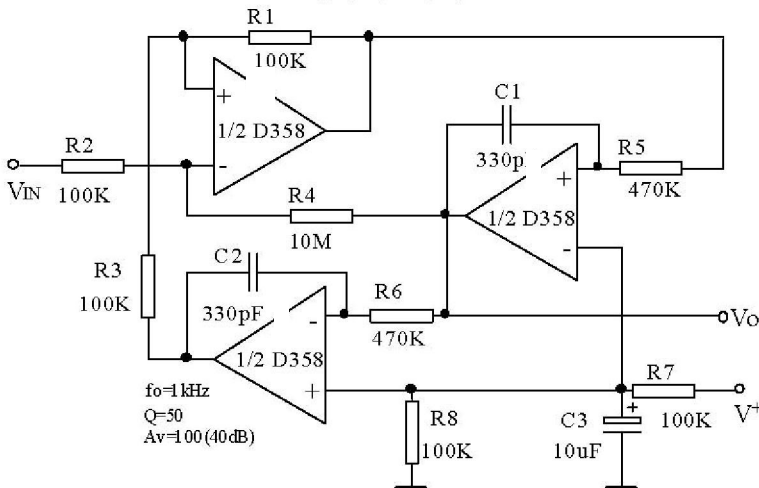 R1
100K
+
1/2 D358
-
R2
VIN
100K
C1
330p
R5
470K
+
1/2 D358
-
R4
10M
R3
100K
C2
330pF
-
1/2 D358
+
R6
470K
Vo
fo=1kHz
Q=50
Av=100(40dB)
R8
100K
+
C3
10uF
R7
100K
V+